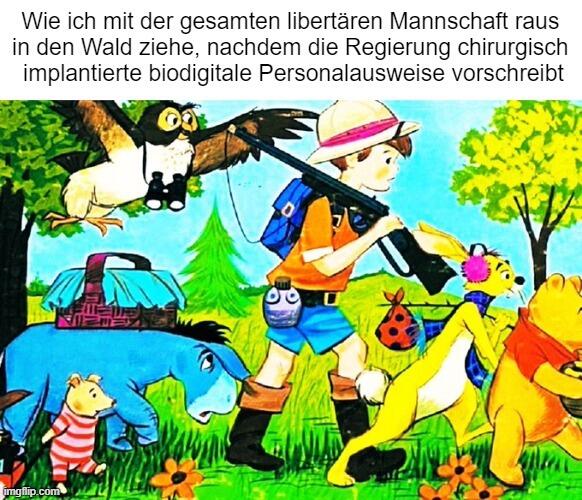 Wie ich mit der gesamten libertären Mannschaft raus
in den Wald ziehe, nachdem die Regierung chirurgisch
implantierte biodigitale Personalausweise vorschreibt
imgflip.com